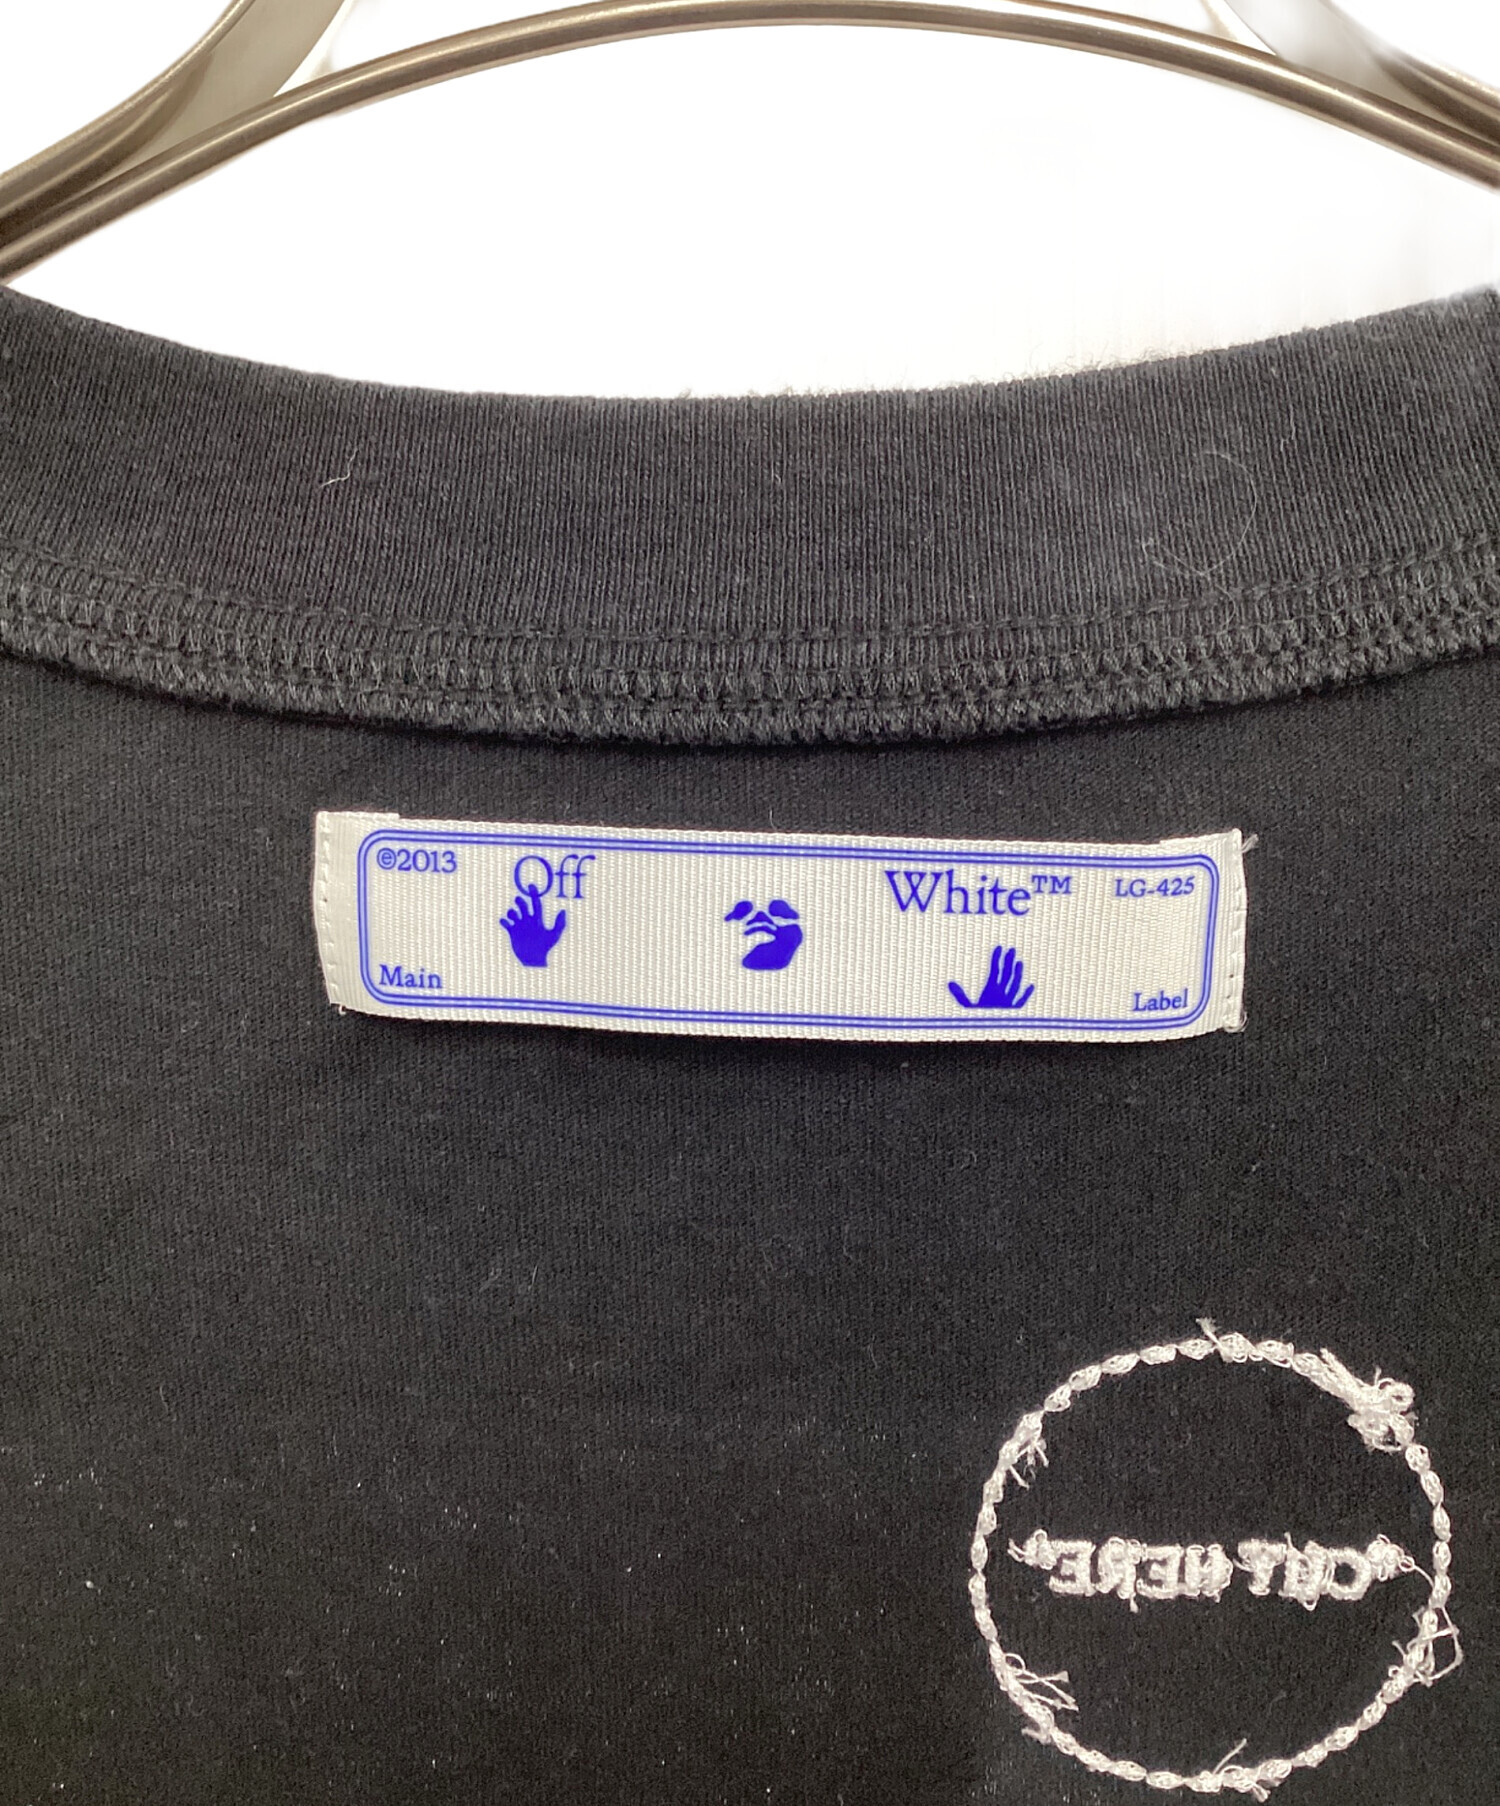 ©2013 Off White™ LG-425
Main Label
CUT HERE